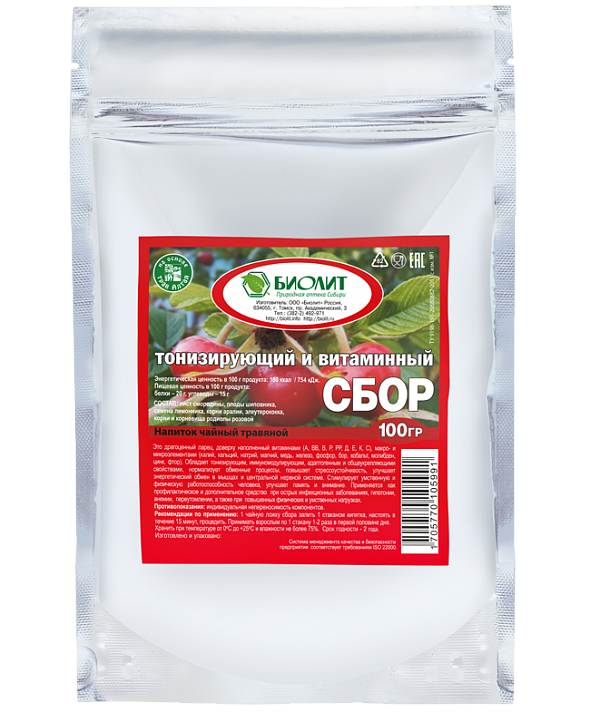 на основе
трав Алтая
БИОЛИТ
Природная аптека Сибири
Изготовитель: ООО «Биолит» Россия,
634055, г. Томск, пр. Академический, 3
Тел.: (382-2) 492-979
http://biolit.info http://biolit.ru
EAC
тонизирующий и витаминный
СБОР
100гр
Энергетическая ценность в 100 г продукта: 180 ккал / 754 кДж.
Пищевая ценность в 100 г продукта:
белки – 20 г, углеводы - 15 г
СОСТАВ: лист смородины, плоды шиповника,
семена лимонника, корни аралии, элеутерококка,
корни и корневища родиолы розовой
Напиток чайный травяной
Это драгоценный ларец, доверху наполненный витаминами (А, ВВ, В, Р, РР, Д, Е, К, С), макро- и
микроэлементами (калий, кальций, натрий, магний, медь, железо, фосфор, бор, кобальт, молибден,
цинк, фтор). Обладает тонизирующим, иммуномодулирующим, адаптогенным и общеукрепляющим
свойствами, нормализует обменные процессы, повышает стрессоустойчивость, улучшает
энергетический обмен в мышцах и центральной нервной системе. Стимулирует умственную и
физическую работоспособность человека, улучшает память и внимание. Применяется как
профилактическое и дополнительное средство при острых инфекционных заболеваниях, гипотонии,
анемии, переутомлении, а также при повышенных физических и умственных нагрузках.
Противопоказания: индивидуальная непереносимость компонентов.
Рекомендации по применению: 1 чайную ложку сбора залить 1 стаканом кипятка, настоять в
течение 15 минут, процедить. Принимать взрослым по 1 стакану 1-2 раза в первой половине дня.
Хранить при температуре от 0°С до +25°С и влажности не более 75%. Срок годности - 2 года.
Изготовлено и упаковано:
Система менеджмента качества и безопасности
предприятия соответствует требованиям ISO 22000
1705770105991